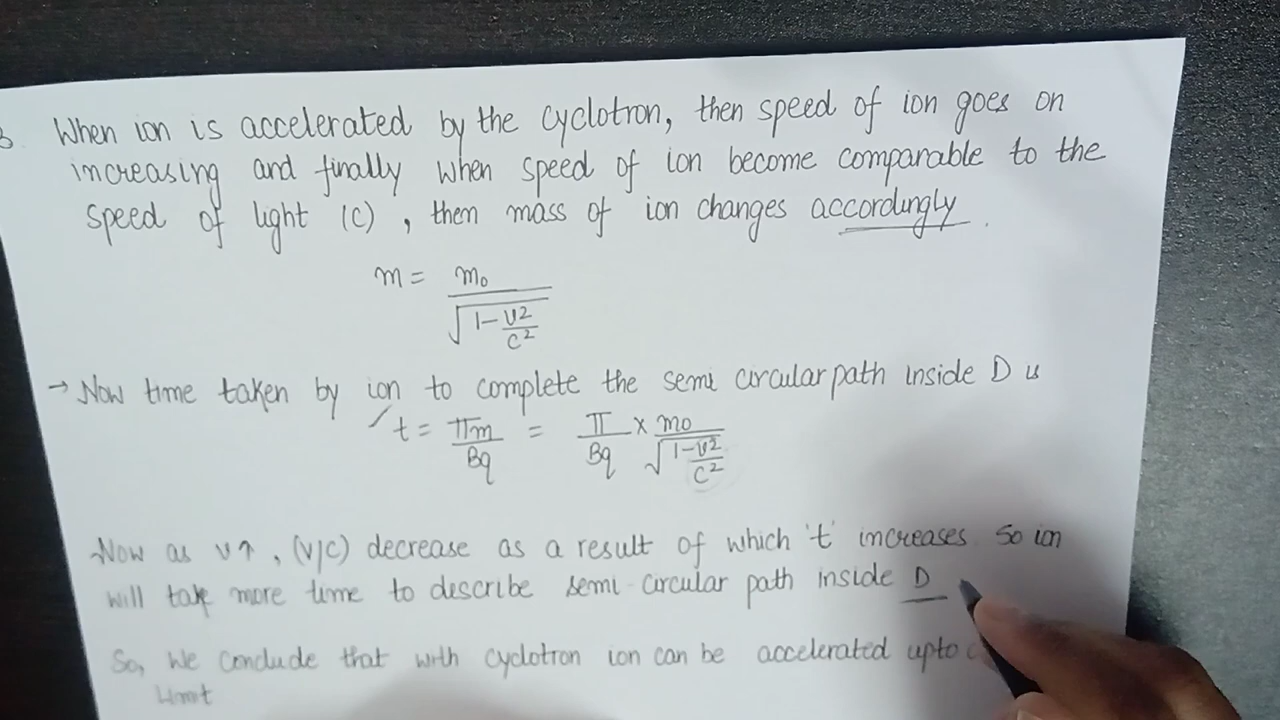 3. When ion is accelerated by the cyclotron, then speed of ion goes on
increasing and finally when speed of ion become comparable to the
speed of light (c), then mass of ion changes accordingly.
m = m₀ / √(1 - v²/c²)
→ Now time taken by ion to complete the semi circular path inside D is
t = πm/Bq = π/Bq × m₀ / √(1 - v²/c²)
Now as v↑, (v/c) decrease as a result of which 't' increases. So ion
will take more time to describe semi-circular path inside D
So, We conclude that with cyclotron ion can be accelerated upto
limit